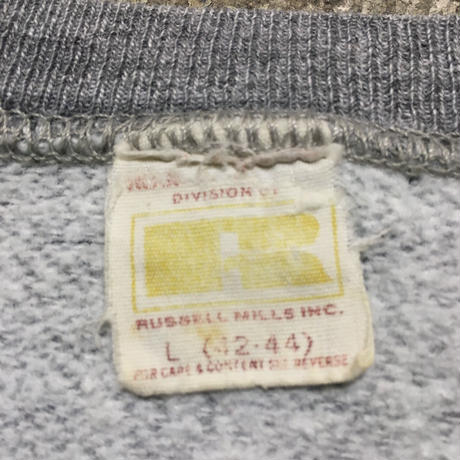 DIVISION OF
R
RUSSELL MILLS INC.
L (42-44)
FOR CARE & CONTENT SEE REVERSE